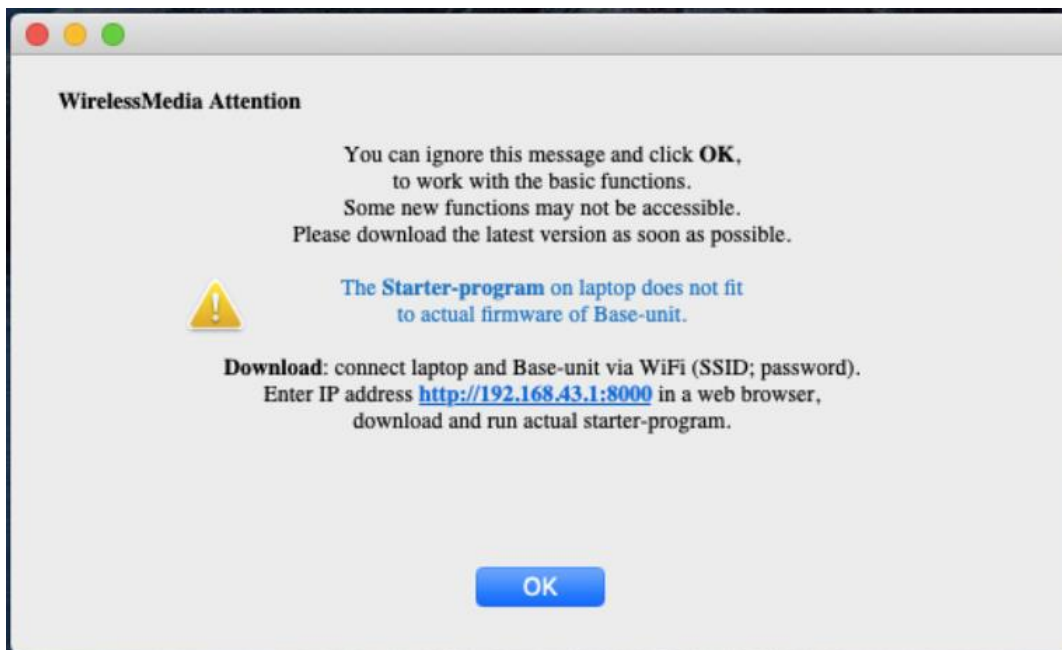 WirelessMedia Attention
You can ignore this message and click OK,
to work with the basic functions.
Some new functions may not be accessible.
Please download the latest version as soon as possible.
The Starter-program on laptop does not fit
to actual firmware of Base-unit.
Download: connect laptop and Base-unit via WiFi (SSID; password).
Enter IP address http://192.168.43.1:8000 in a web browser,
download and run actual starter-program.
OK